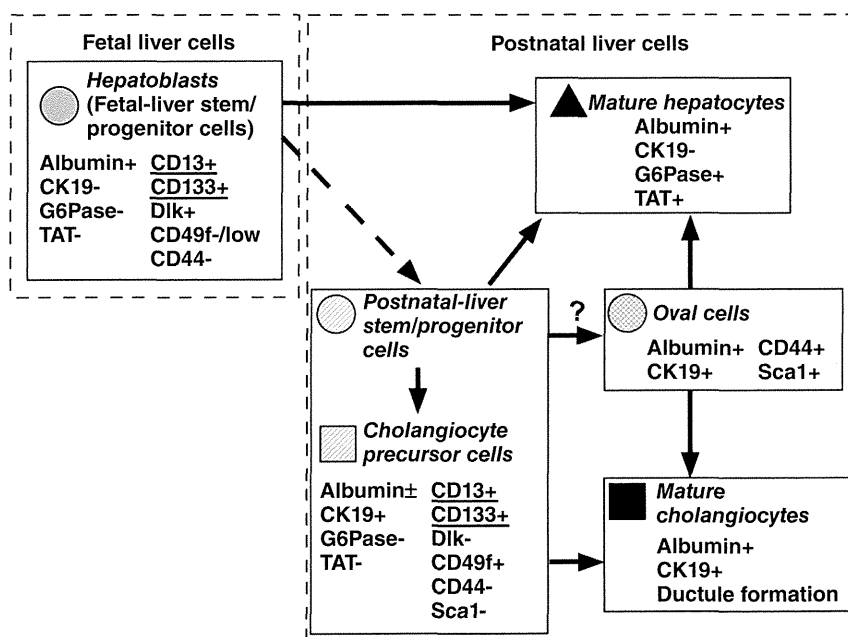 Fetal liver cells
Hepatoblasts
(Fetal-liver stem/
progenitor cells)
Albumin+ CD13+
CK19- CD133+
G6Pase- Dlk+
TAT- CD49f-/low
CD44-
Postnatal liver cells
Mature hepatocytes
Albumin+
CK19-
G6Pase+
TAT+
Postnatal-liver
stem/progenitor
cells
Cholangiocyte
precursor cells
Albumin± CD13+
CK19+ CD133+
G6Pase- Dlk-
TAT- CD49f+
CD44-
Sca1-
?
Oval cells
Albumin+ CD44+
CK19+ Sca1+
Mature
cholangiocytes
Albumin+
CK19+
Ductule formation